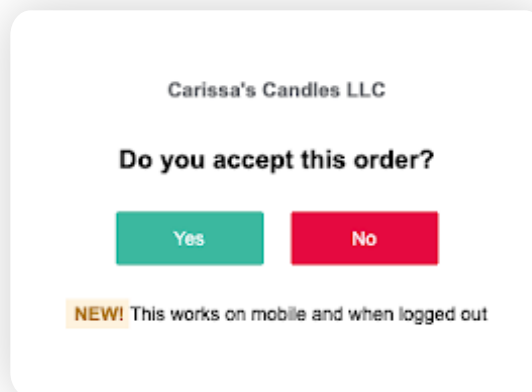 Carissa's Candles LLC
Do you accept this order?
Yes No
NEW! This works on mobile and when logged out